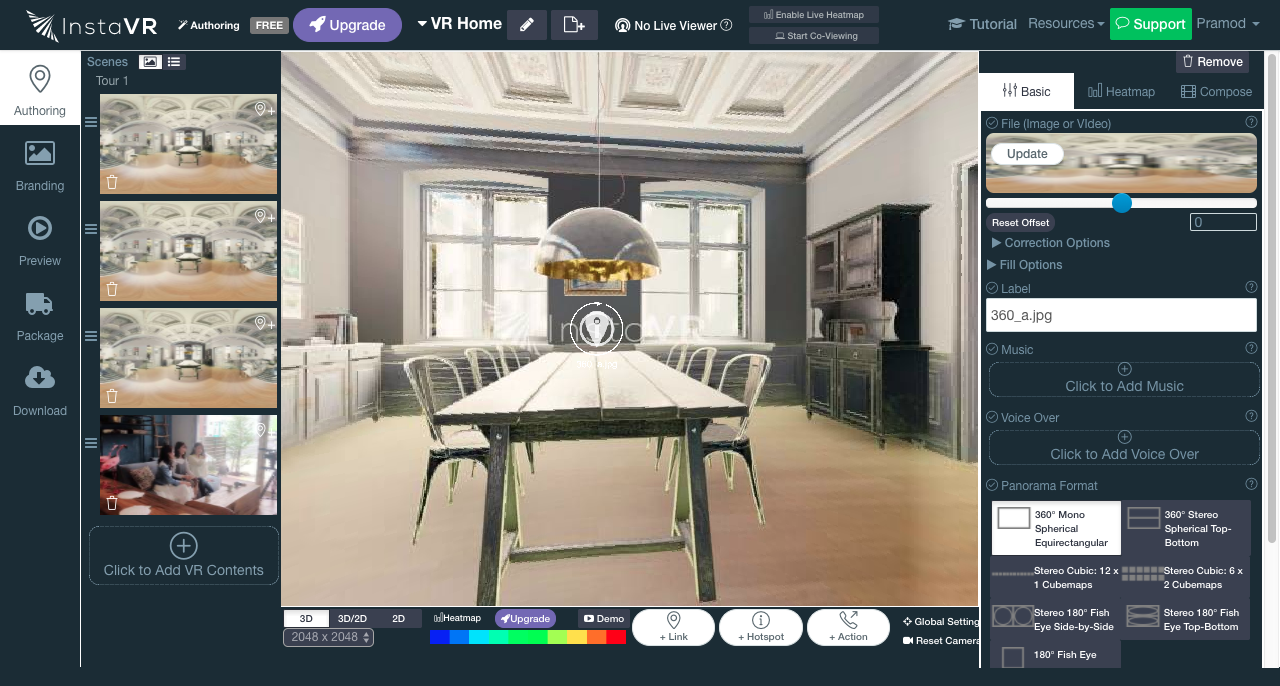 InstaVR
Authoring
FREE
Upgrade
VR Home
No Live Viewer
Enable Live Heatmap
Start Co-Viewing
Tutorial
Resources
Support
Pramod
Authoring
Branding
Preview
Package
Download
Scenes
Tour 1
Click to Add VR Contents
InstaVR
3D
3D/2D
2D
2048 x 2048
Heatmap
Upgrade
Demo
+ Link
+ Hotspot
+ Action
Global Setting
Reset Camera
Remove
Basic
Heatmap
Compose
File (Image or VIdeo)
Update
Reset Offset
0
Correction Options
Fill Options
Label
360_a.jpg
Music
Click to Add Music
Voice Over
Click to Add Voice Over
Panorama Format
360° Mono
Spherical
Equirectangular
360° Stereo
Spherical Top-
Bottom
Stereo Cubic: 12 x
1 Cubemaps
Stereo Cubic: 6 x
2 Cubemaps
Stereo 180° Fish
Eye Side-by-Side
Stereo 180° Fish
Eye Top-Bottom
180° Fish Eye